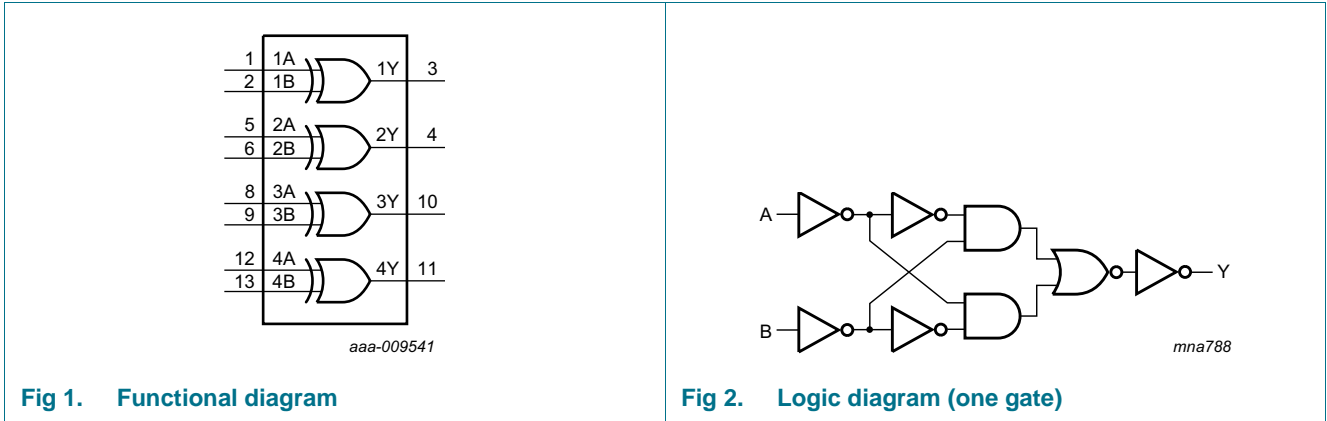 1 1A 1Y 3
2 1B
5 2A 2Y 4
6 2B
8 3A 3Y 10
9 3B
12 4A 4Y 11
13 4B
aaa-009541
Fig 1. Functional diagram
A
Y
B
mna788
Fig 2. Logic diagram (one gate)